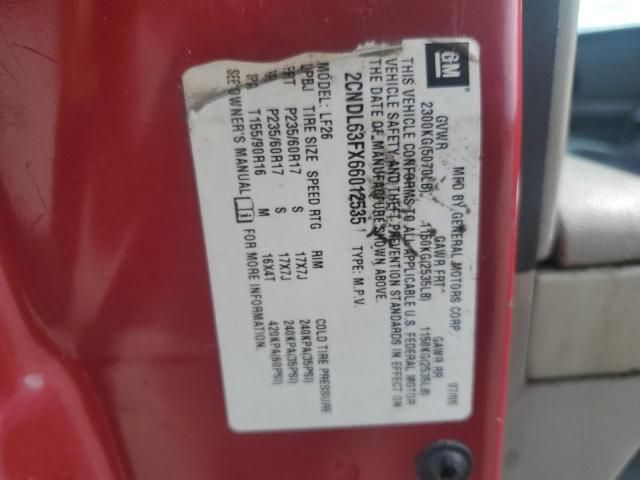 GM
MFD BY GENERAL MOTORS CORP. 07/05
GVWR GAWR FRT GAWR RR
2300KG(5070LB) 1150KG(2535LB) 1150KG(2535LB)
THIS VEHICLE CONFORMS TO ALL APPLICABLE U.S. FEDERAL MOTOR
VEHICLE SAFETY AND THEFT PREVENTION STANDARDS IN EFFECT ON
THE DATE OF MANUFACTURE SHOWN ABOVE.
2CNDL63FX66012535 TYPE: M.P.V.
MODEL: LF26
UPBJ TIRE SIZE SPEED RTG RIM COLD TIRE PRESSURE
FRT P235/60R17 S 17X7J 240KPA(35PSI)
RR P235/60R17 S 17X7J 240KPA(35PSI)
SPA T155/90R16 M 16X4T 420KPA(60PSI)
SEE OWNER'S MANUAL FOR MORE INFORMATION.